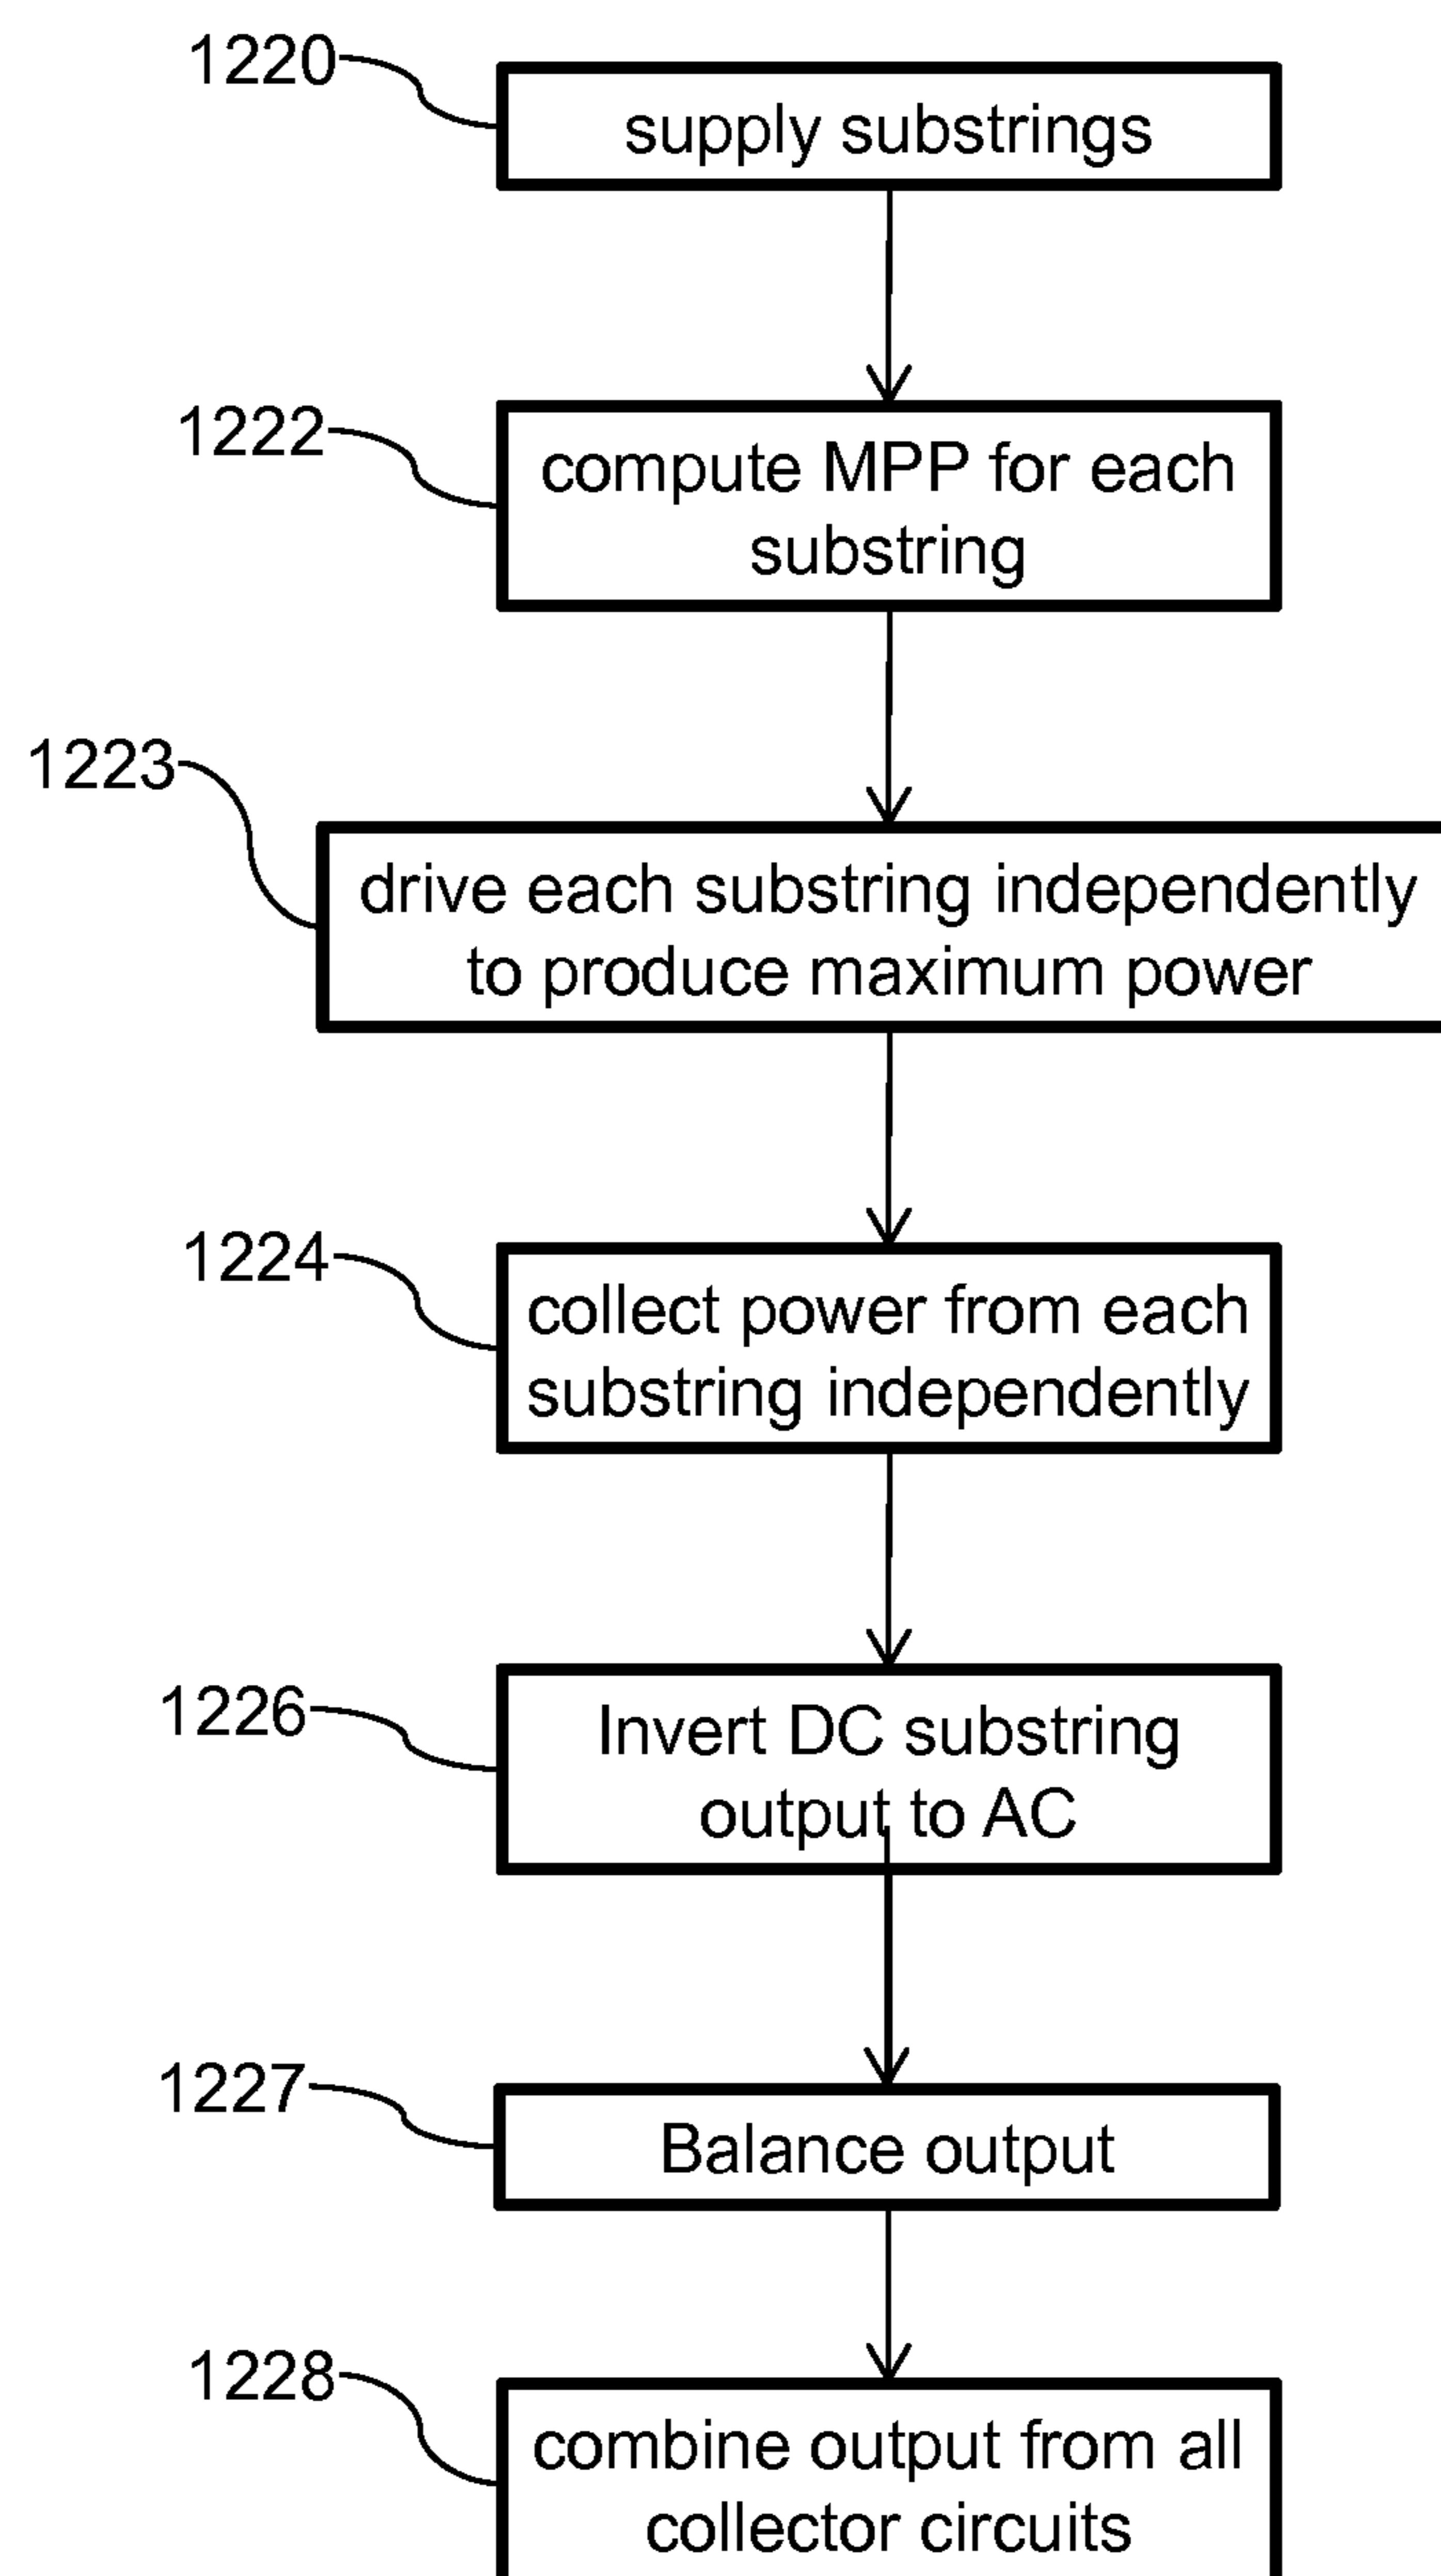 1220
supply substrings
1222
compute MPP for each
substring
1223
drive each substring independently
to produce maximum power
1224
collect power from each
substring independently
1226
Invert DC substring
output to AC
1227
Balance output
1228
combine output from all
collector circuits